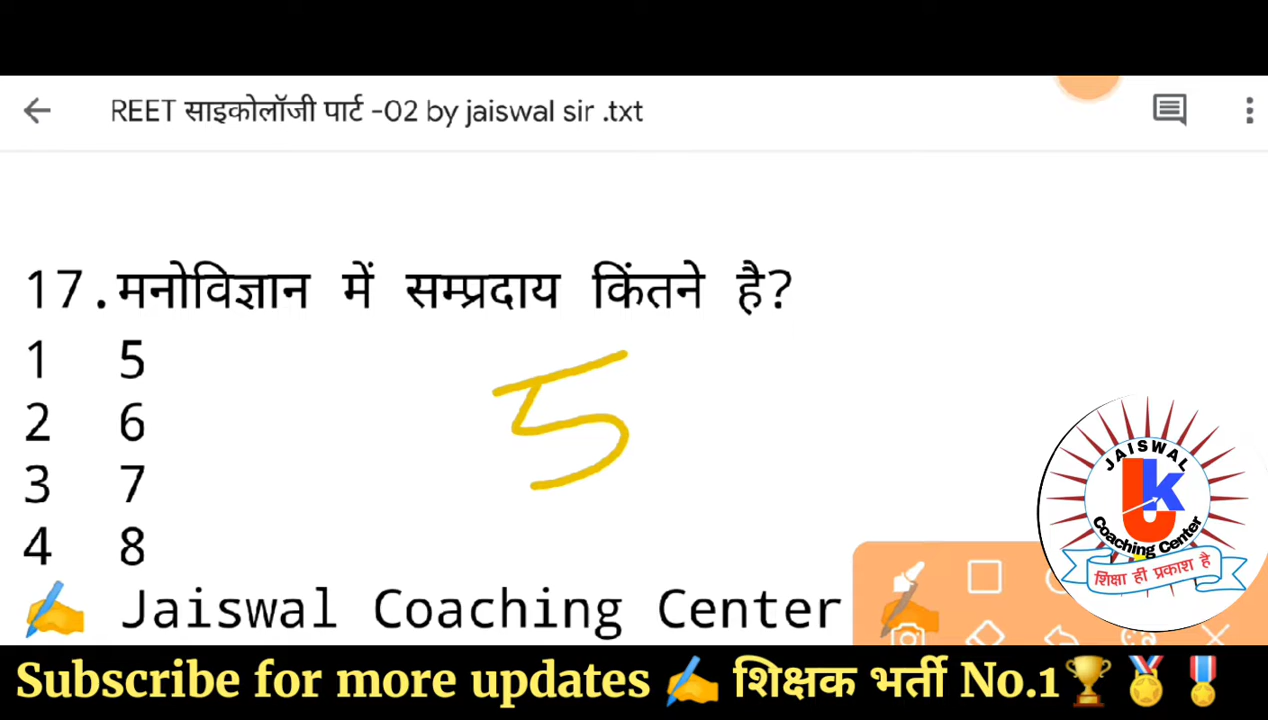 REET साइकोलॉजी पार्ट -02 by jaiswal sir .txt
17.मनोविज्ञान में सम्प्रदाय किंतने है?
1 5
2 6
3 7
4 8
5
✍ Jaiswal Coaching Center ✍
JAISWAL
JK
Coaching Center
शिक्षा ही प्रकाश है
Subscribe for more updates ✍ शिक्षक भर्ती No.1🏆🏅🎖